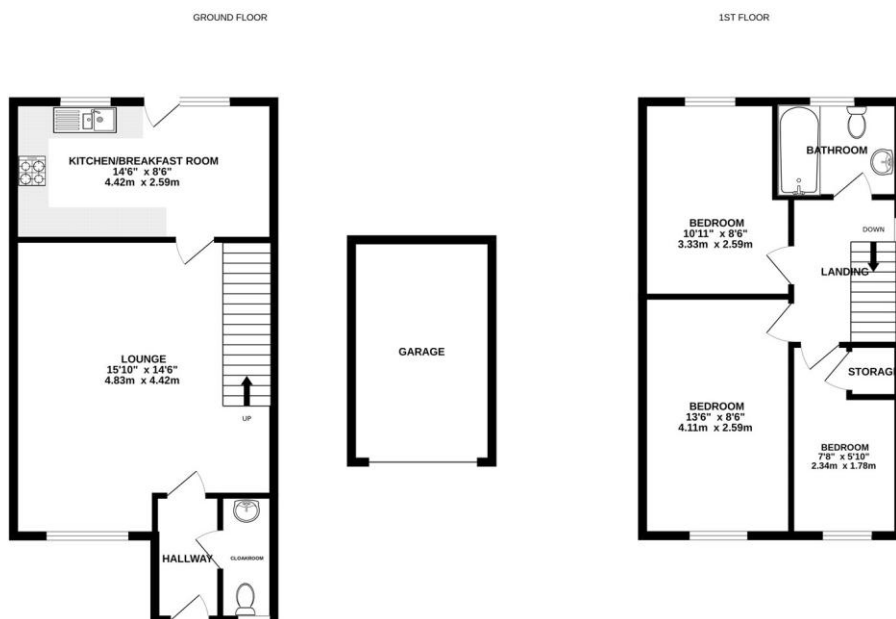 GROUND FLOOR
1ST FLOOR
KITCHEN/BREAKFAST ROOM
14'6" x 8'6"
4.42m x 2.59m
LOUNGE
15'10" x 14'6"
4.83m x 4.42m
UP
HALLWAY
CLOAKROOM
GARAGE
BATHROOM
BEDROOM
10'11" x 8'6"
3.33m x 2.59m
DOWN
LANDING
STORAGE
BEDROOM
13'6" x 8'6"
4.11m x 2.59m
BEDROOM
7'8" x 5'10"
2.34m x 1.78m